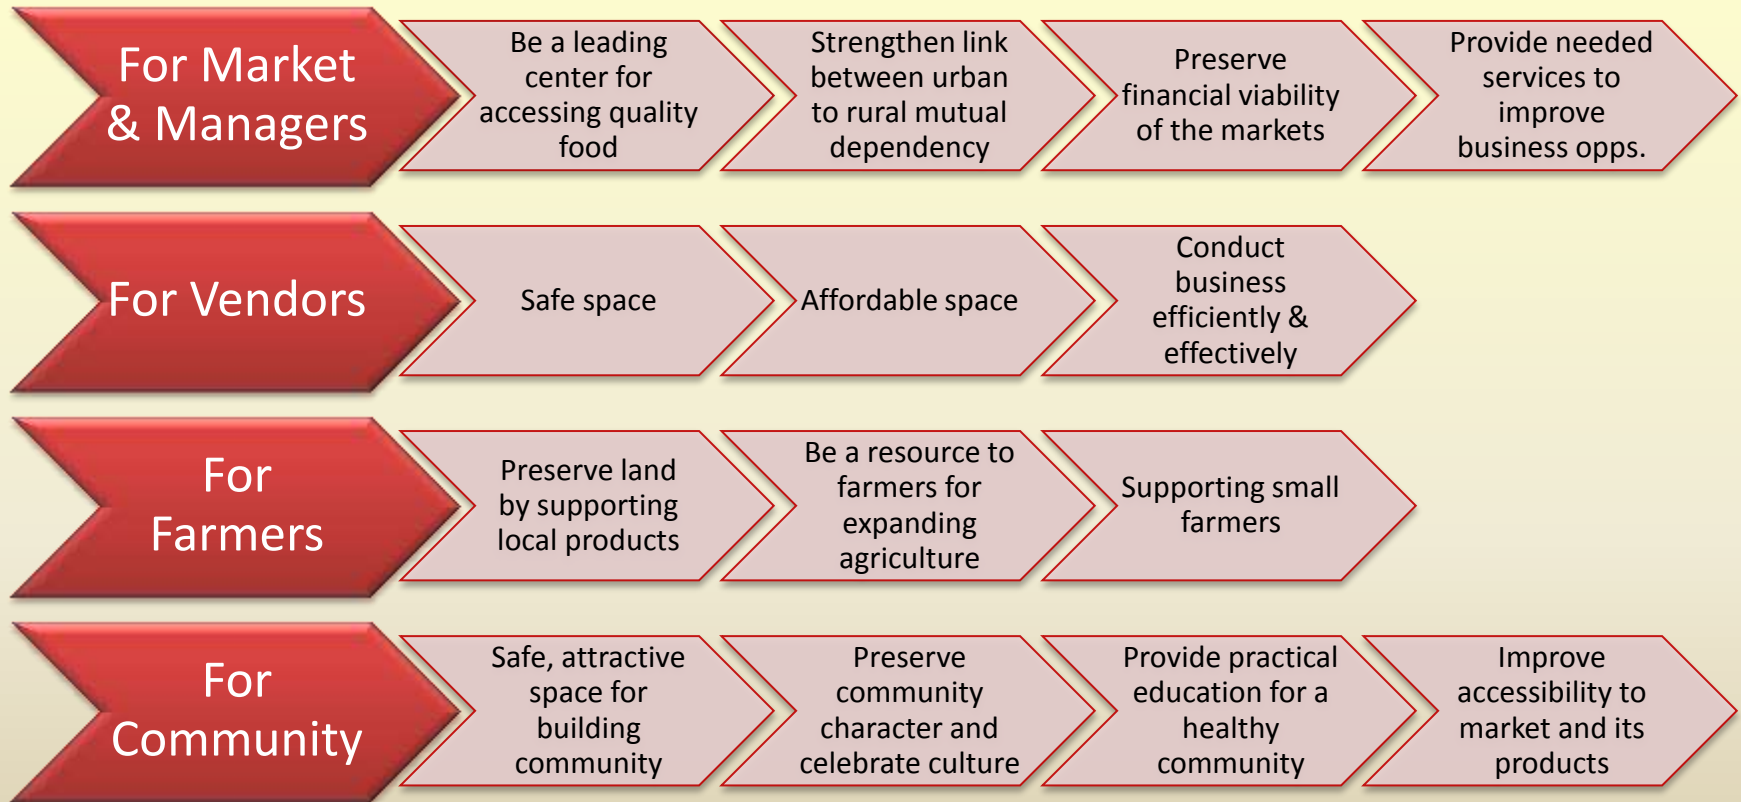 For Market
& Managers
Be a leading
center for
accessing quality
food
Strengthen link
between urban
to rural mutual
dependency
Preserve
financial viability
of the markets
Provide needed
services to
improve
business opps.
For Vendors
Safe space
Affordable space
Conduct
business
efficiently &
effectively
For
Farmers
Preserve land
by supporting
local products
Be a resource to
farmers for
expanding
agriculture
Supporting small
farmers
For
Community
Safe, attractive
space for
building
community
Preserve
community
character and
celebrate culture
Provide practical
education for a
healthy
community
Improve
accessibility to
market and its
products